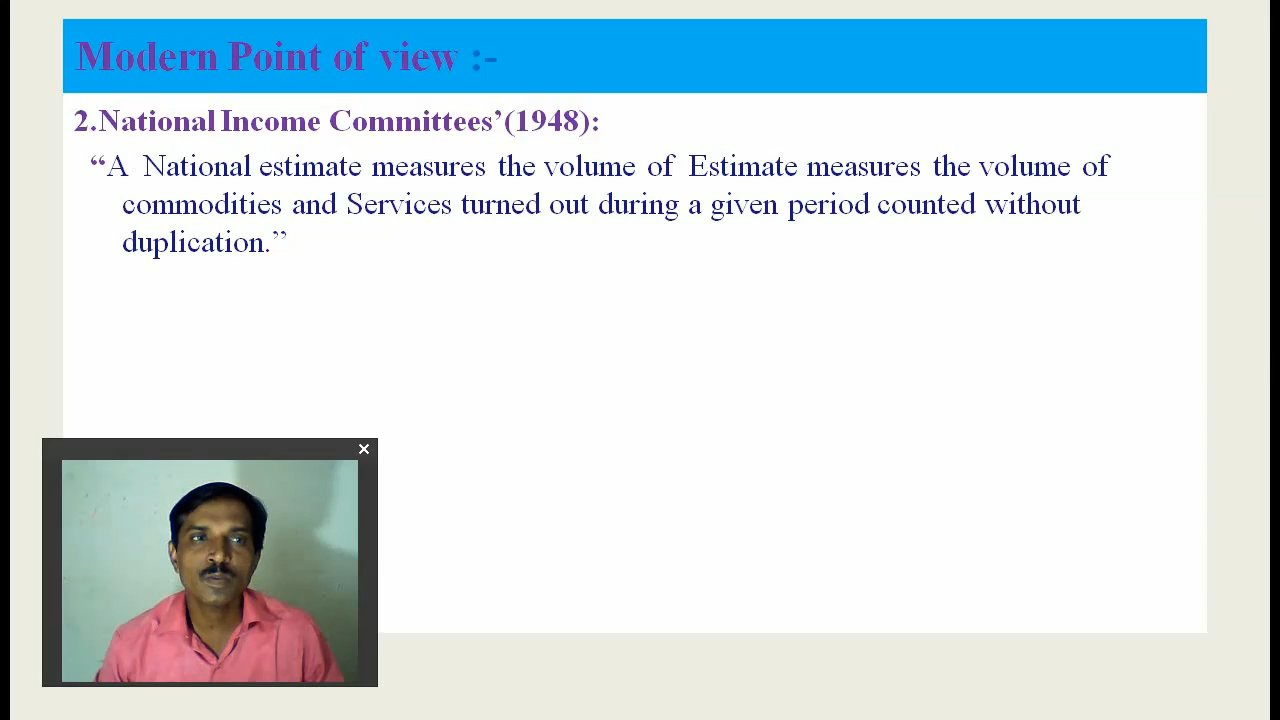 Modern Point of view :-
2.National Income Committees’(1948):
“A National estimate measures the volume of Estimate measures the volume of
commodities and Services turned out during a given period counted without
duplication.”